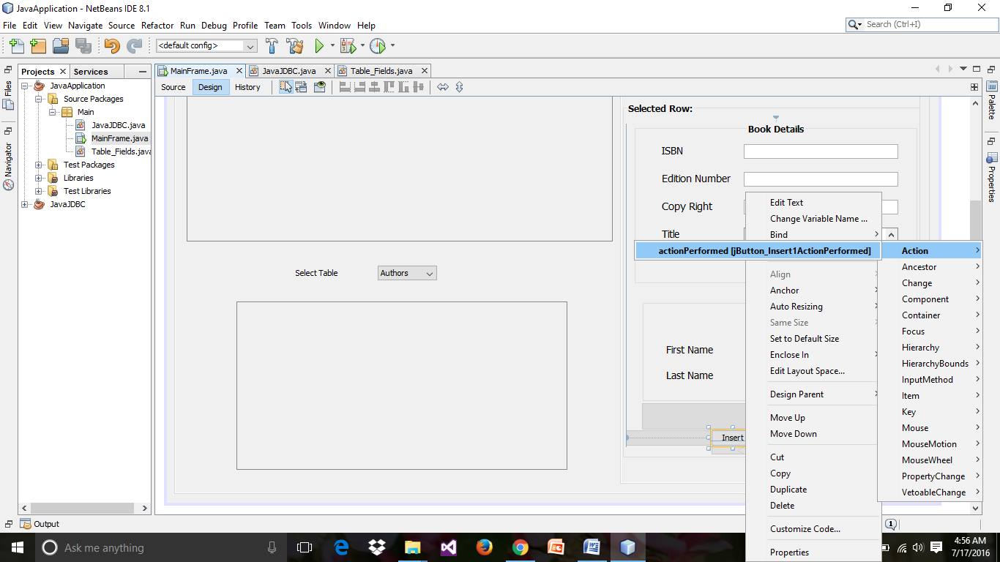 JavaApplication - NetBeans IDE 8.1
File Edit View Navigate Source Refactor Run Debug Profile Team Tools Window Help
Search (Ctrl+I)
<default config>
Projects Services
MainFrame.java JavaJDBC.java Table_Fields.java
Source Design History
Files
Navigator
JavaApplication
Source Packages
Main
JavaJDBC.java
MainFrame.java
Table_Fields.java
Test Packages
Libraries
Test Libraries
JavaJDBC
Palette
Properties
Select Table Authors
Selected Row:
Book Details
ISBN
Edition Number
Copy Right
Title
First Name
Last Name
Insert
Edit Text
Change Variable Name ...
Bind
actionPerformed [jButton_Insert1ActionPerformed]
Align
Anchor
Auto Resizing
Same Size
Set to Default Size
Enclose In
Edit Layout Space...
Design Parent
Move Up
Move Down
Cut
Copy
Duplicate
Delete
Customize Code...
Properties
Action
Ancestor
Change
Component
Container
Focus
Hierarchy
HierarchyBounds
InputMethod
Item
Key
Mouse
MouseMotion
MouseWheel
PropertyChange
VetoableChange
Output
1
Ask me anything
4:56 AM
7/17/2016